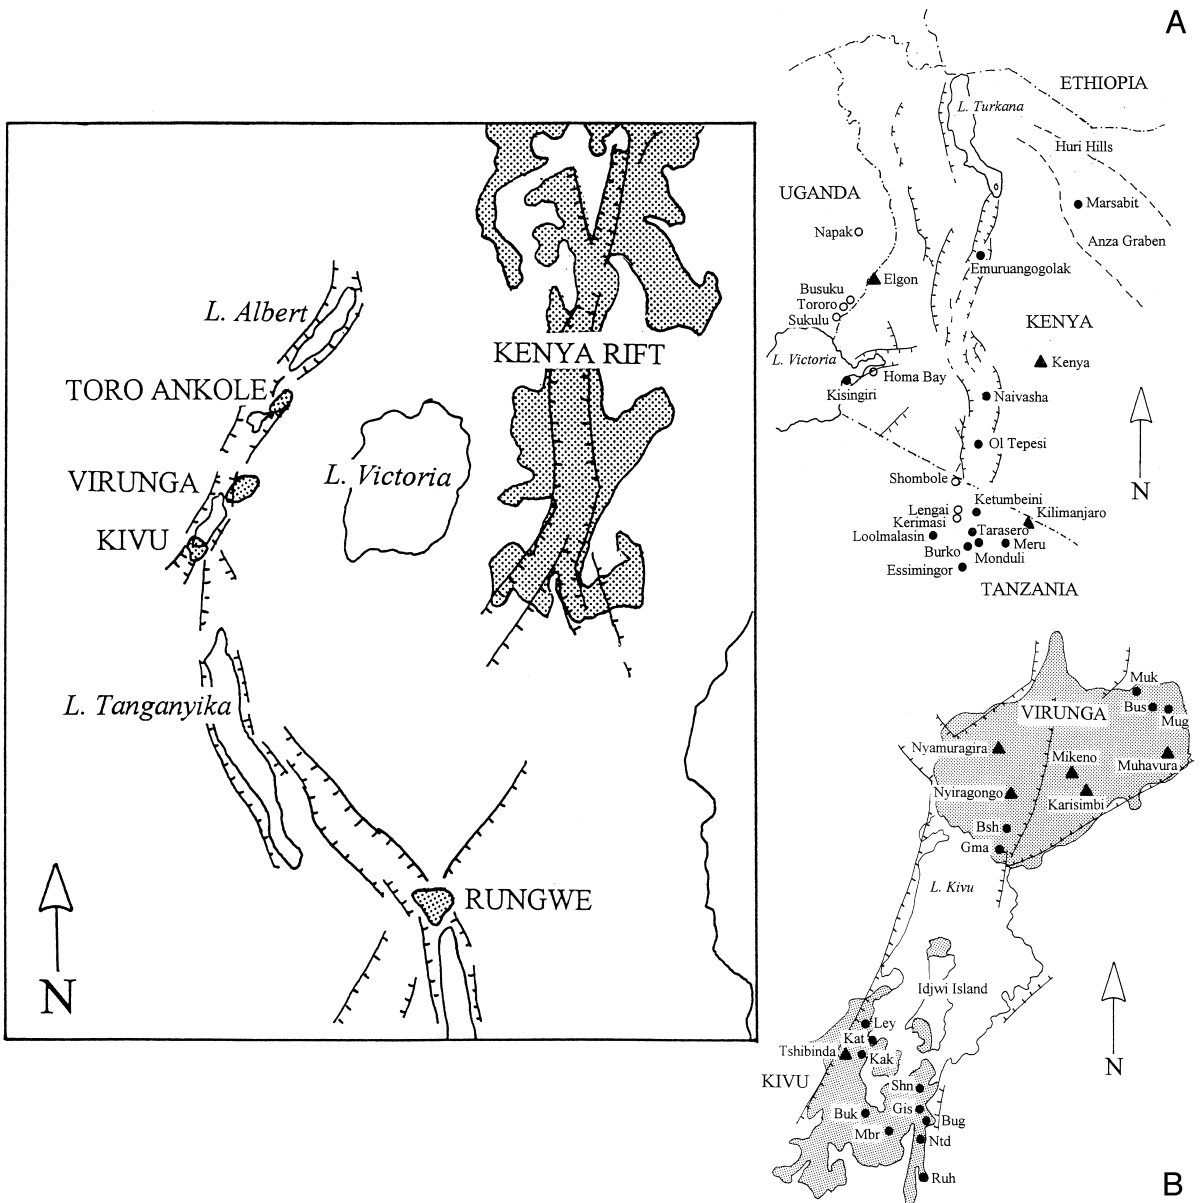 L. Albert
TORO ANKOLE
KENYA RIFT
VIRUNGA
L. Victoria
KIVU
L. Tanganyika
RUNGWE
N
A
ETHIOPIA
L. Turkana
Huri Hills
UGANDA
Marsabit
Napak
Anza Graben
Emuruangogolak
Elgon
Busuku
Tororo
Sukulu
KENYA
L. Victoria
Kenya
Homa Bay
Kisingiri
Naivasha
Ol Tepesi
Shombole
N
Ketumbeini
Lengai
Kilimanjaro
Kerimasi
Tarasero
Loolmalasin
Meru
Burko
Monduli
Essimingor
TANZANIA
Muk
Bus
Mug
VIRUNGA
Nyamuragira
Mikeno
Muhavura
Nyiragongo
Karisimbi
Bsh
Gma
L. Kivu
Idjwi Island
Ley
Kat
Tshibinda
Kak
KIVU
N
Shn
Gis
Buk
Bug
Mbr
Ntd
Ruh
B